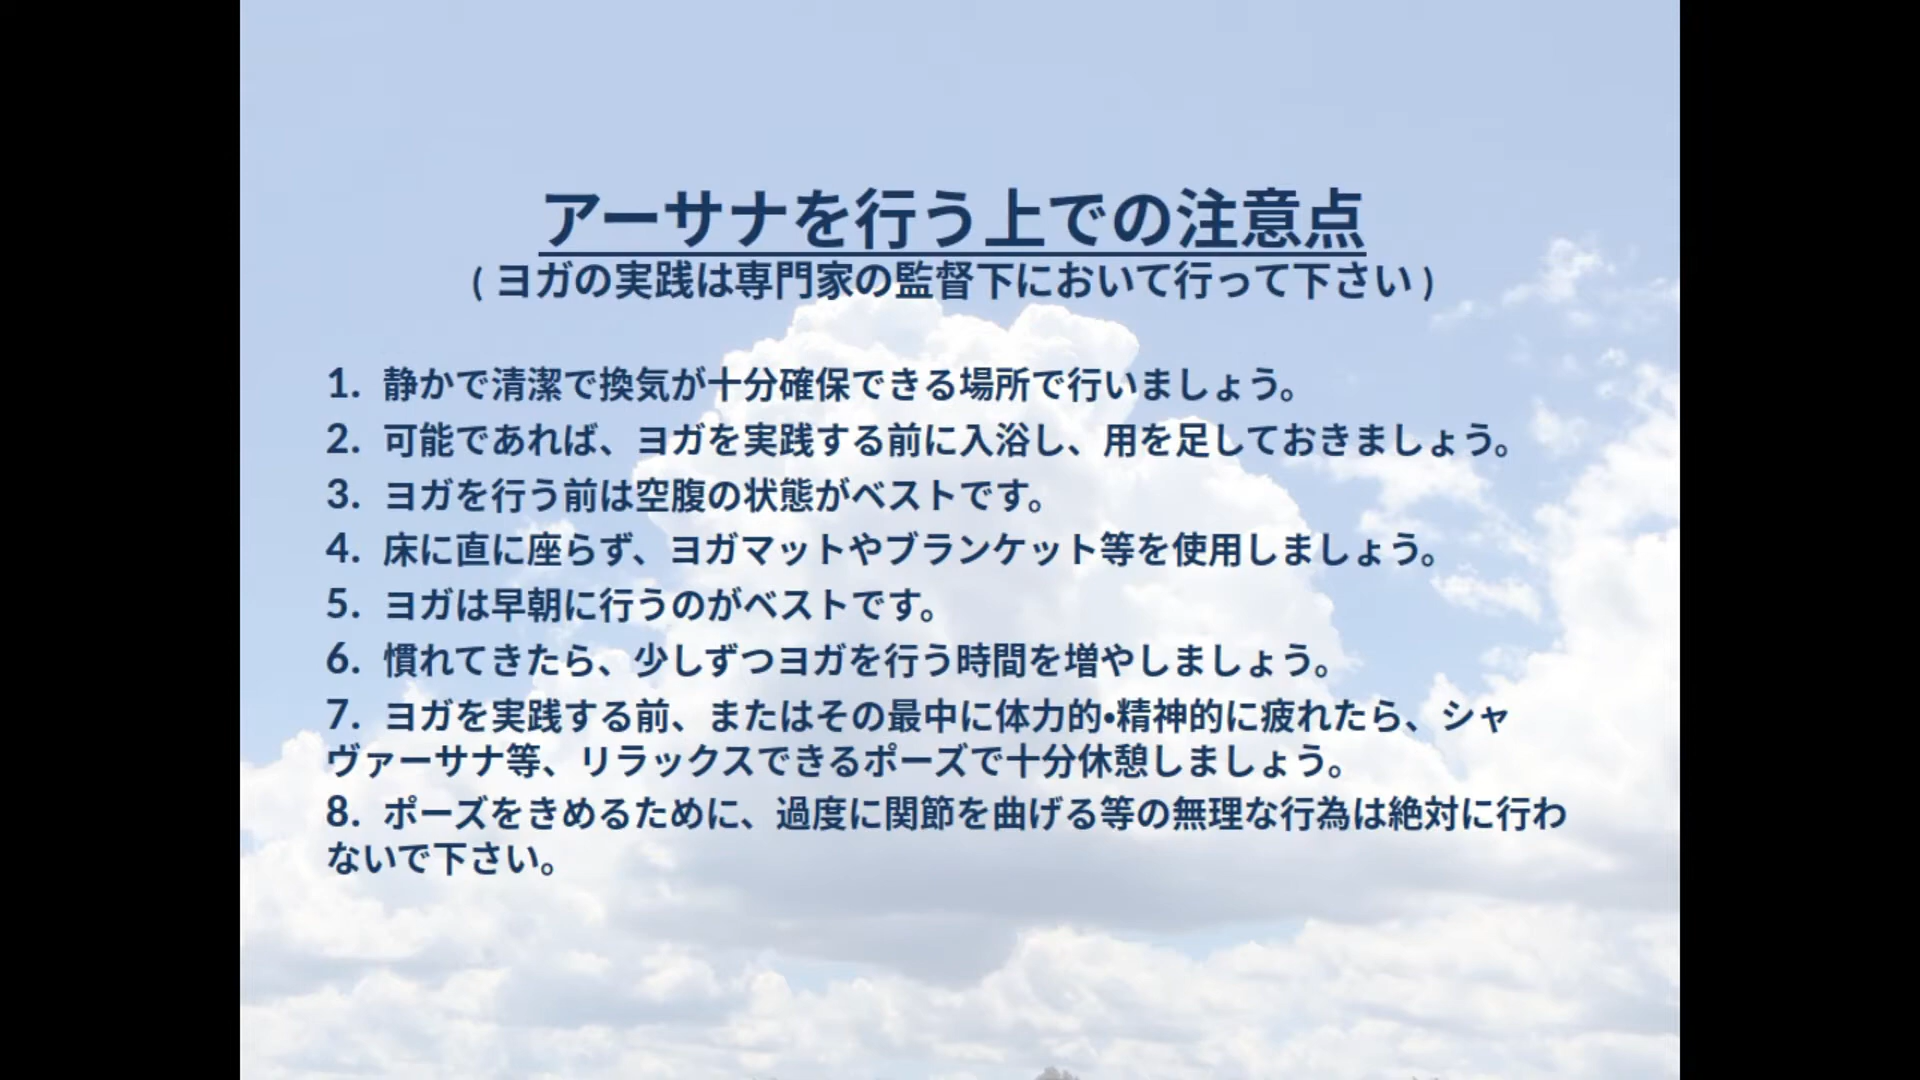 アーサナを行う上での注意点
( ヨガの実践は専門家の監督下において行って下さい )
1. 静かで清潔で換気が十分確保できる場所で行いましょう。
2. 可能であれば、ヨガを実践する前に入浴し、用を足しておきましょう。
3. ヨガを行う前は空腹の状態がベストです。
4. 床に直に座らず、ヨガマットやブランケット等を使用しましょう。
5. ヨガは早朝に行うのがベストです。
6. 慣れてきたら、少しずつヨガを行う時間を増やしましょう。
7. ヨガを実践する前、またはその最中に体力的•精神的に疲れたら、シャ
ヴァーサナ等、リラックスできるポーズで十分休憩しましょう。
8. ポーズをきめるために、過度に関節を曲げる等の無理な行為は絶対に行わ
ないで下さい。